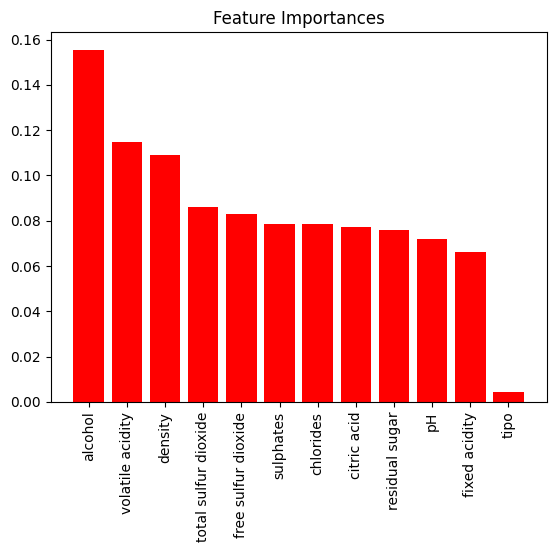 Feature Importances
0.16
0.14
0.12
0.10
0.08
0.06
0.04
0.02
0.00
alcohol
volatile acidity
density
total sulfur dioxide
free sulfur dioxide
sulphates
chlorides
citric acid
residual sugar
pH
fixed acidity
tipo